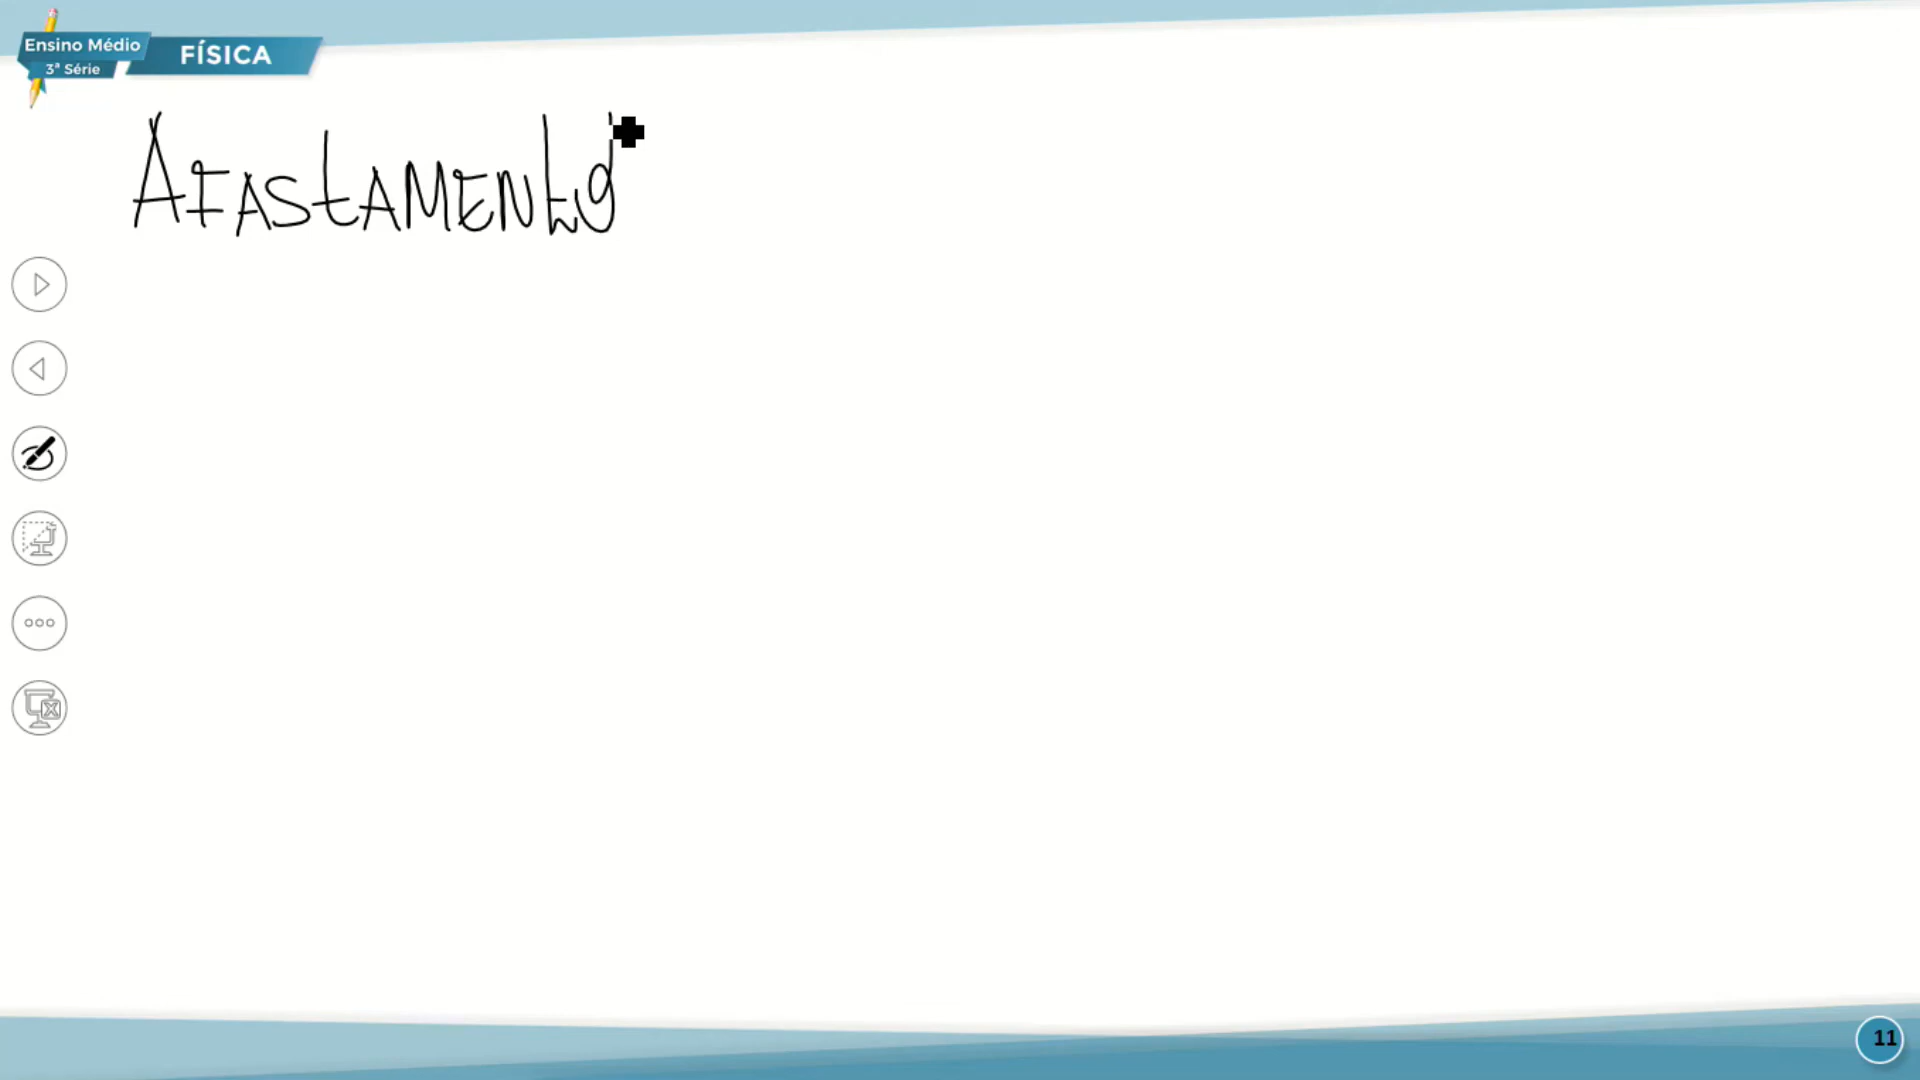 Ensino Médio
3ª Série
FÍSICA
AFASTAMENTO
11